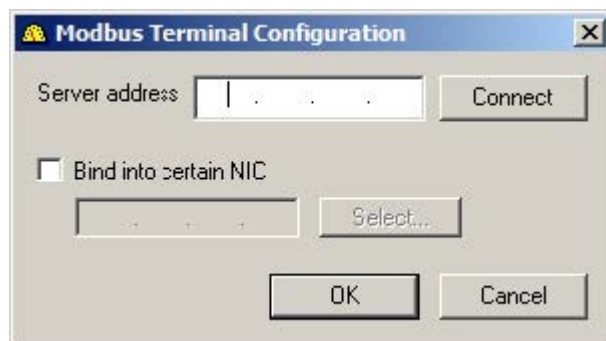 Modbus Terminal Configuration
Server address . . . Connect
Bind into certain NIC
. . . Select...
OK Cancel